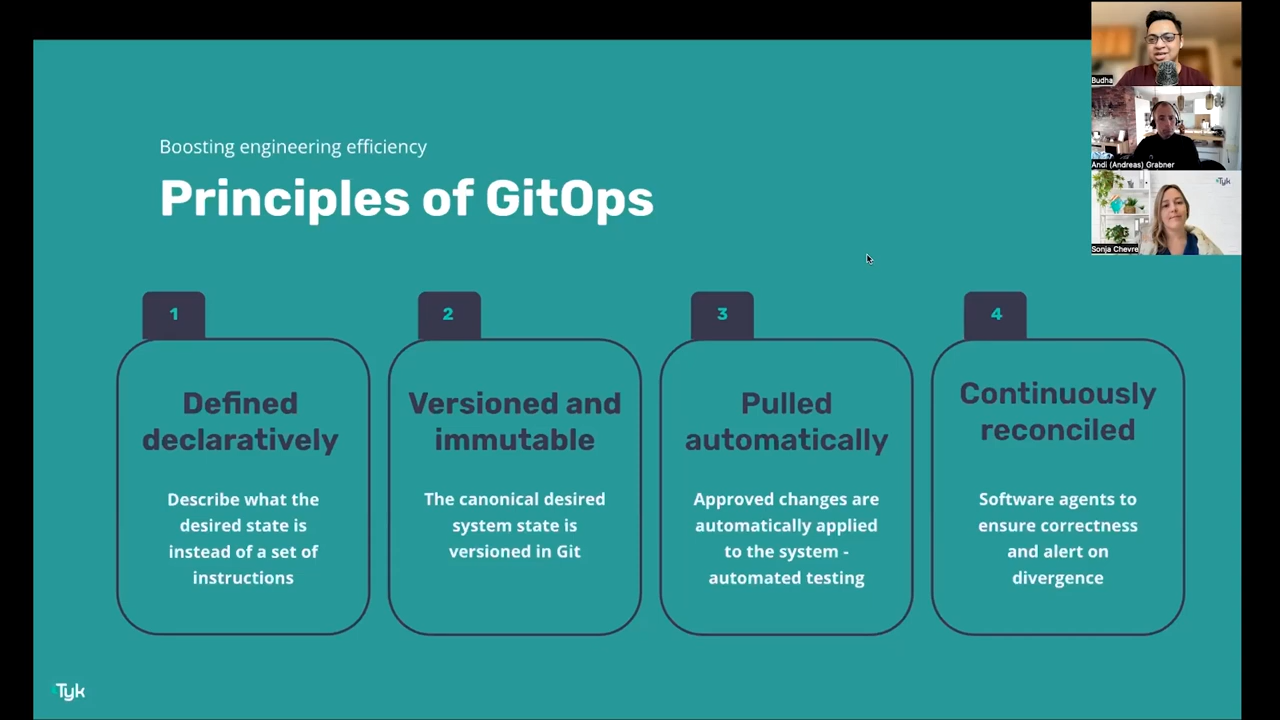 Boosting engineering efficiency
Principles of GitOps
1
Defined
declaratively
Describe what the
desired state is
instead of a set of
instructions
2
Versioned and
immutable
The canonical desired
system state is
versioned in Git
3
Pulled
automatically
Approved changes are
automatically applied
to the system -
automated testing
4
Continuously
reconciled
Software agents to
ensure correctness
and alert on
divergence
Tyk
Budha
Andi (Andreas) Grabner
Tyk
Sonja Chevre